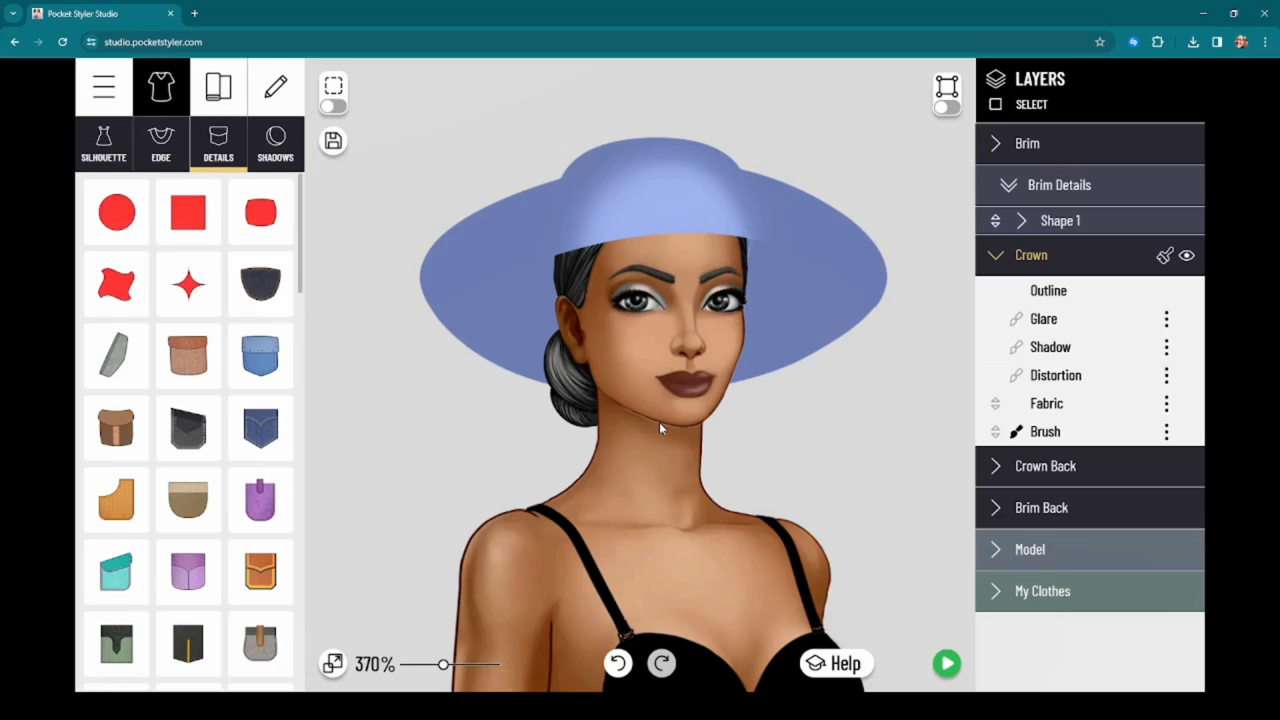 Pocket Styler Studio
studio.pocketstyler.com
SILHOUETTE
EDGE
DETAILS
SHADOWS
LAYERS
SELECT
Brim
Brim Details
Shape 1
Crown
Outline
Glare
Shadow
Distortion
Fabric
Brush
Crown Back
Brim Back
Model
My Clothes
370%
Help